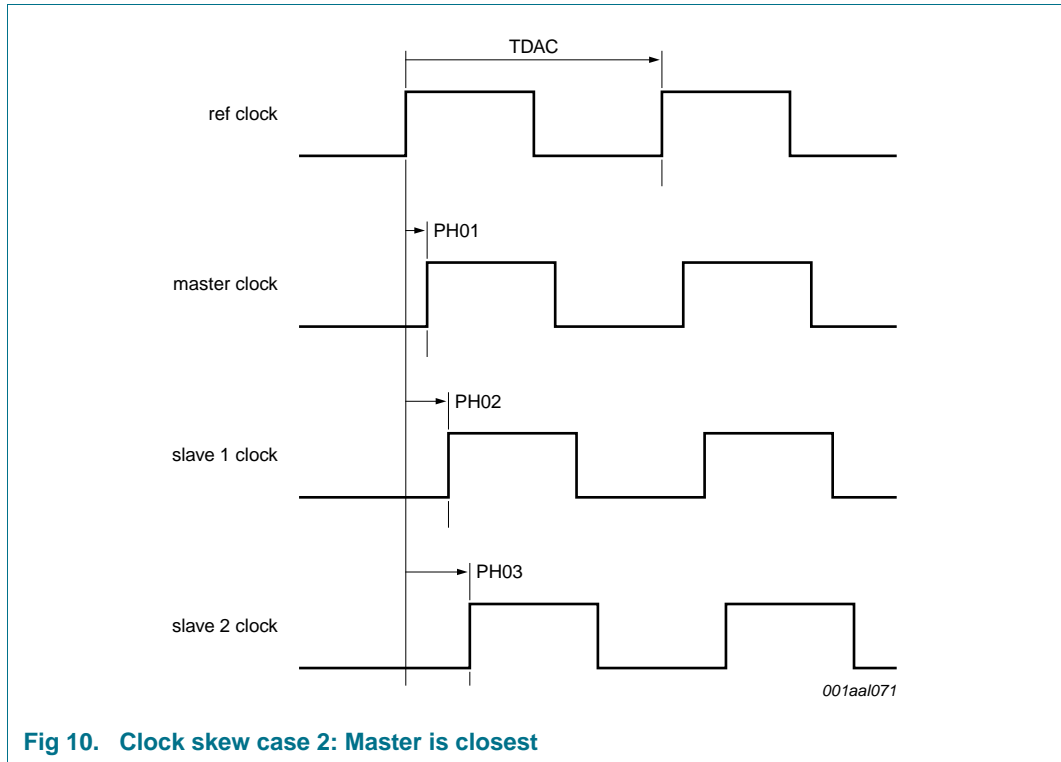 TDAC
ref clock
PH01
master clock
PH02
slave 1 clock
PH03
slave 2 clock
001aal071
Fig 10. Clock skew case 2: Master is closest